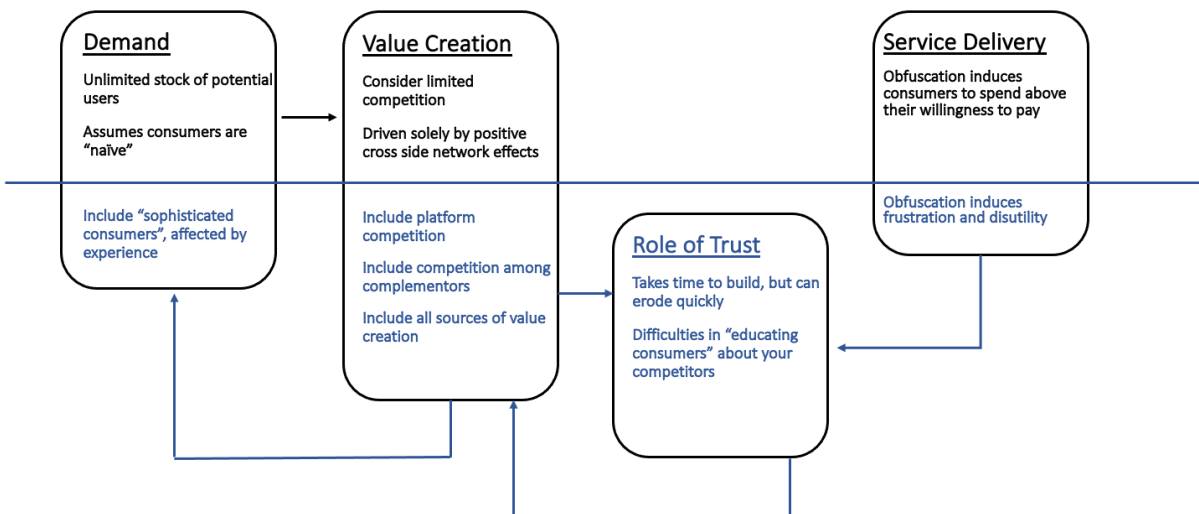 Demand
Unlimited stock of potential
users
Assumes consumers are
“naïve”
Include “sophisticated
consumers”, affected by
experience
Value Creation
Consider limited
competition
Driven solely by positive
cross side network effects
Include platform
competition
Include competition among
complementors
Include all sources of value
creation
Role of Trust
Takes time to build, but can
erode quickly
Difficulties in “educating
consumers” about your
competitors
Service Delivery
Obfuscation induces
consumers to spend above
their willingness to pay
Obfuscation induces
frustration and disutility